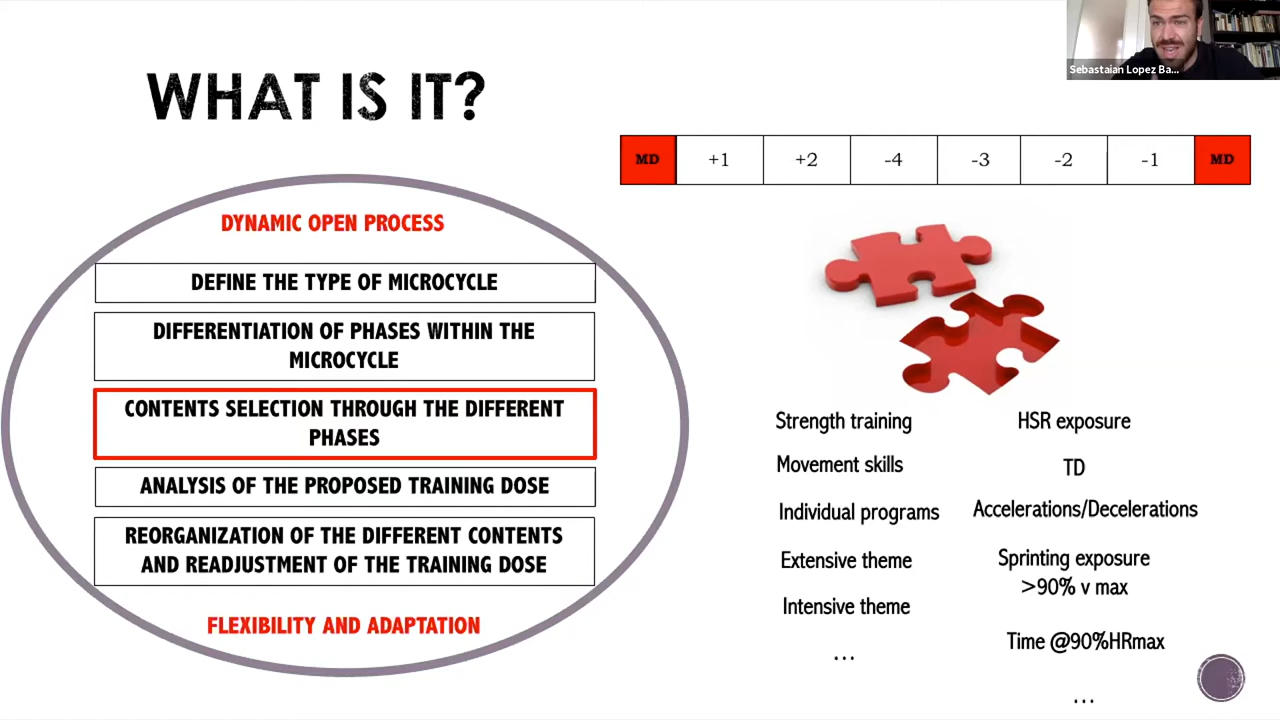 Sebastaian Lopez Ba...
WHAT IS IT?
MD +1 +2 -4 -3 -2 -1 MD
DYNAMIC OPEN PROCESS
DEFINE THE TYPE OF MICROCYCLE
DIFFERENTIATION OF PHASES WITHIN THE
MICROCYCLE
CONTENTS SELECTION THROUGH THE DIFFERENT
PHASES
ANALYSIS OF THE PROPOSED TRAINING DOSE
REORGANIZATION OF THE DIFFERENT CONTENTS
AND READJUSTMENT OF THE TRAINING DOSE
FLEXIBILITY AND ADAPTATION
Strength training
Movement skills
Individual programs
Extensive theme
Intensive theme
...
HSR exposure
TD
Accelerations/Decelerations
Sprinting exposure
>90% v max
Time @90%HRmax
...